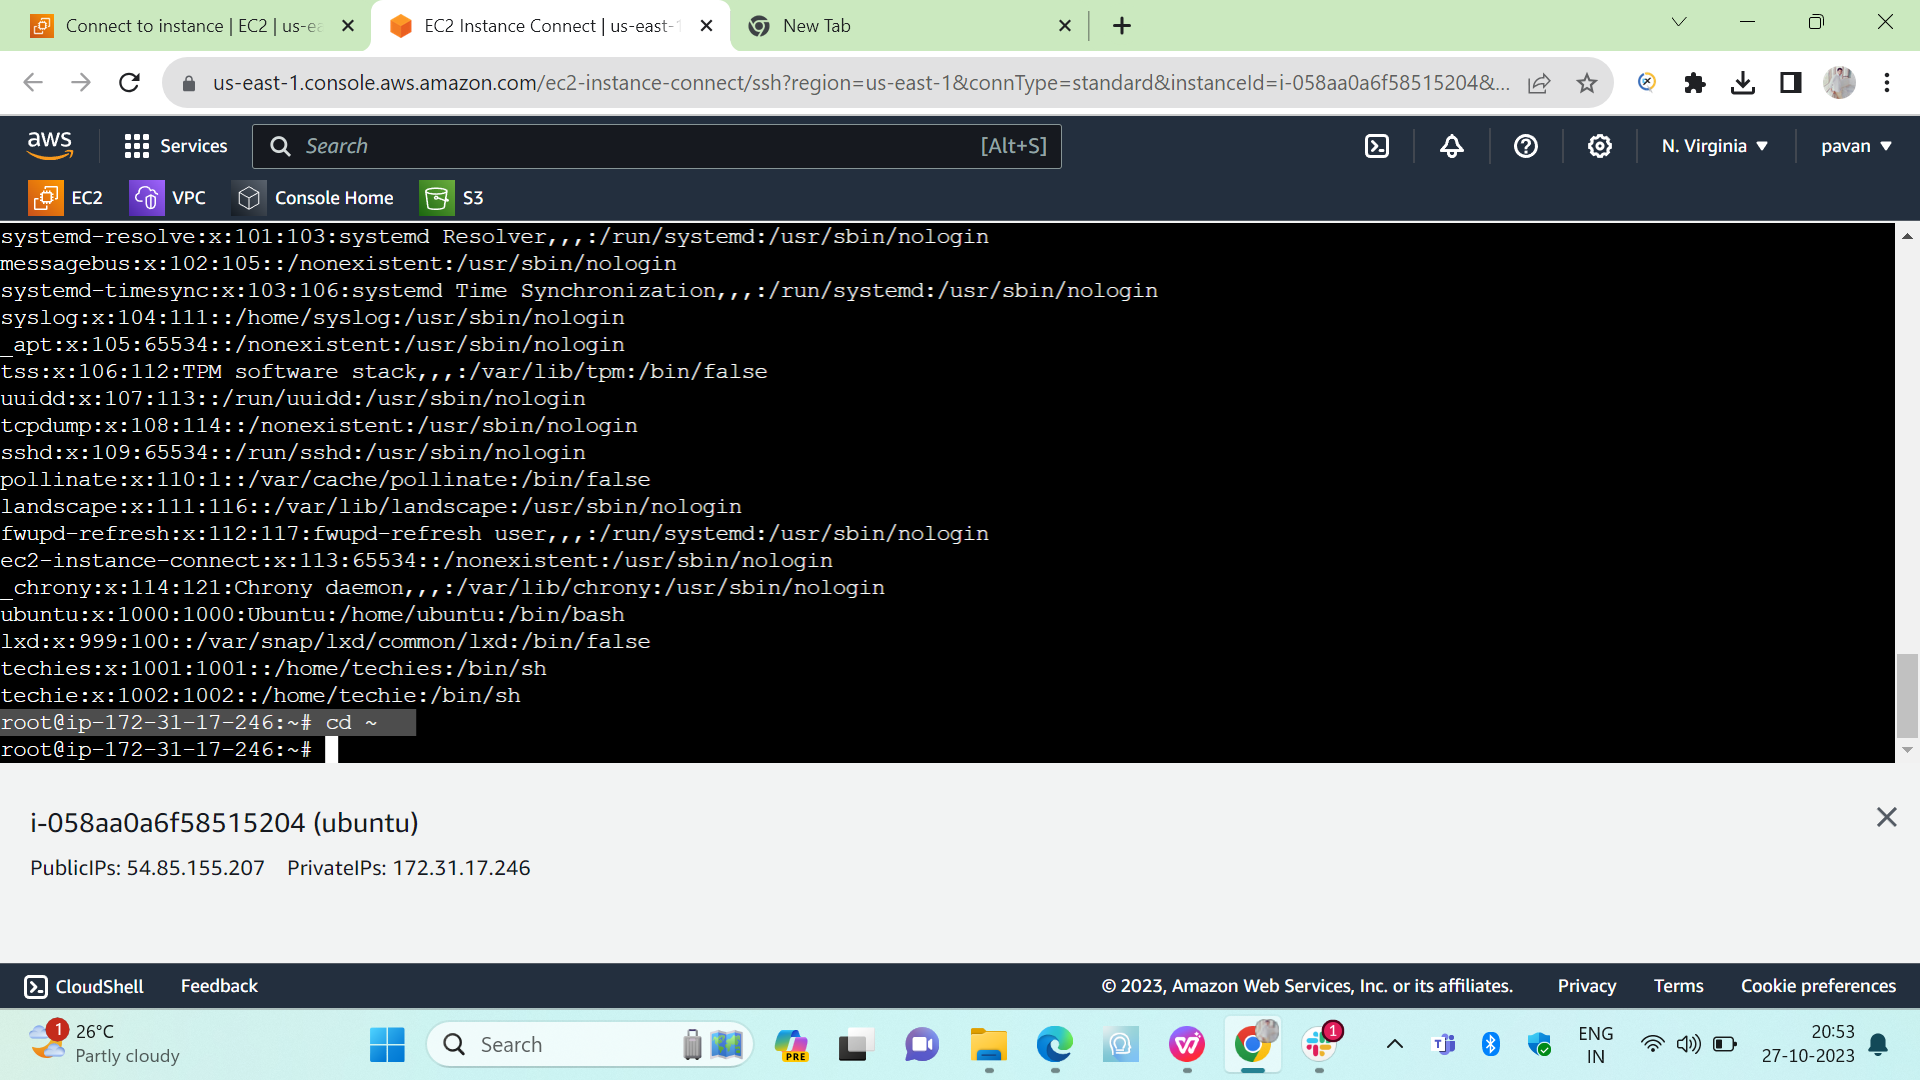 Connect to instance | EC2 | us-ea
EC2 Instance Connect | us-east-1
New Tab
us-east-1.console.aws.amazon.com/ec2-instance-connect/ssh?region=us-east-1&connType=standard&instanceId=i-058aa0a6f58515204&...
aws
Services
Search
[Alt+S]
N. Virginia
pavan
EC2
VPC
Console Home
S3
systemd-resolve:x:101:103:systemd Resolver,,,:/run/systemd:/usr/sbin/nologin
messagebus:x:102:105::/nonexistent:/usr/sbin/nologin
systemd-timesync:x:103:106:systemd Time Synchronization,,,:/run/systemd:/usr/sbin/nologin
syslog:x:104:111::/home/syslog:/usr/sbin/nologin
_apt:x:105:65534::/nonexistent:/usr/sbin/nologin
tss:x:106:112:TPM software stack,,,:/var/lib/tpm:/bin/false
uuidd:x:107:113::/run/uuidd:/usr/sbin/nologin
tcpdump:x:108:114::/nonexistent:/usr/sbin/nologin
sshd:x:109:65534::/run/sshd:/usr/sbin/nologin
pollinate:x:110:1::/var/cache/pollinate:/bin/false
landscape:x:111:116::/var/lib/landscape:/usr/sbin/nologin
fwupd-refresh:x:112:117:fwupd-refresh user,,,:/run/systemd:/usr/sbin/nologin
ec2-instance-connect:x:113:65534::/nonexistent:/usr/sbin/nologin
_chrony:x:114:121:Chrony daemon,,,:/var/lib/chrony:/usr/sbin/nologin
ubuntu:x:1000:1000:Ubuntu:/home/ubuntu:/bin/bash
lxd:x:999:100::/var/snap/lxd/common/lxd:/bin/false
techies:x:1001:1001::/home/techies:/bin/sh
techie:x:1002:1002::/home/techie:/bin/sh
root@ip-172-31-17-246:~# cd ~
root@ip-172-31-17-246:~#
i-058aa0a6f58515204 (ubuntu)
PublicIPs: 54.85.155.207 PrivateIPs: 172.31.17.246
CloudShell
Feedback
© 2023, Amazon Web Services, Inc. or its affiliates.
Privacy
Terms
Cookie preferences
1
26°C
Partly cloudy
Search
PRE
1
ENG
IN
20:53
27-10-2023